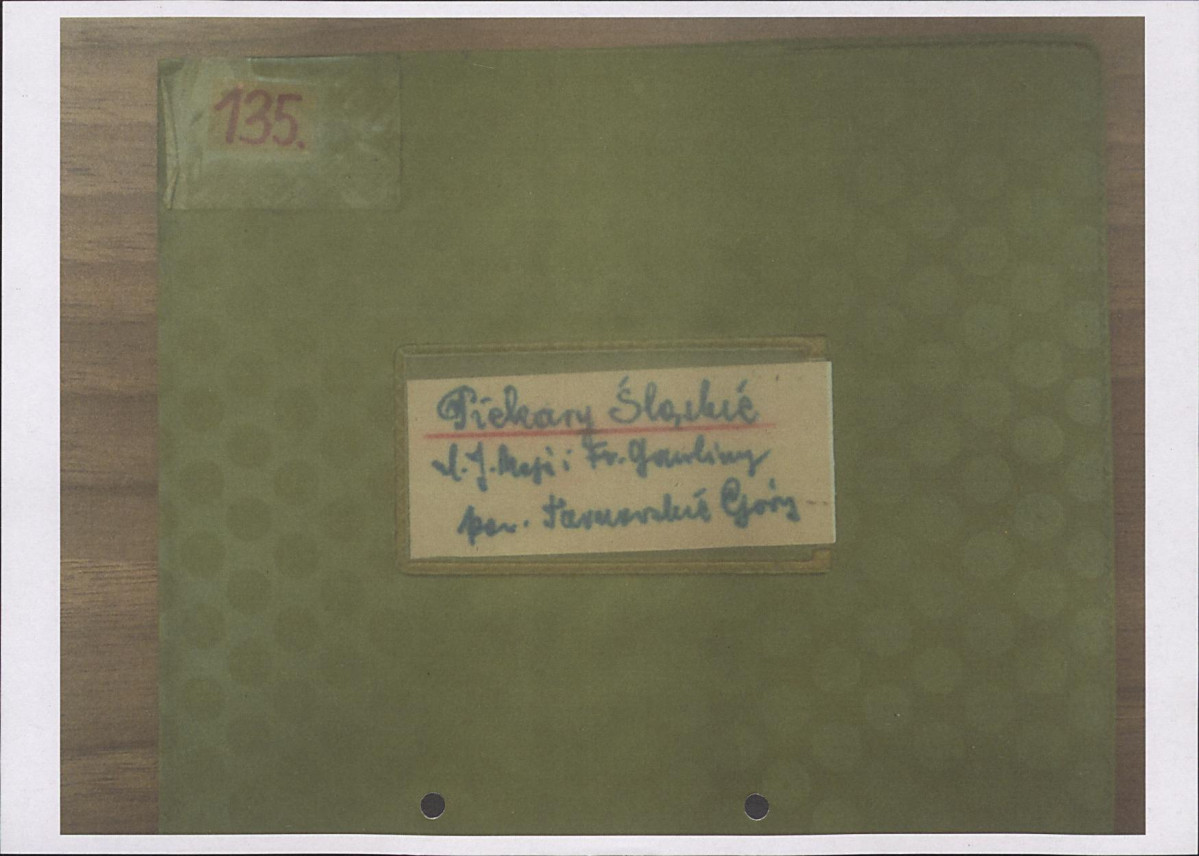 135.
Piekary Śląskie
i Fr. Gawliny
pow. Tarnowskie Góry